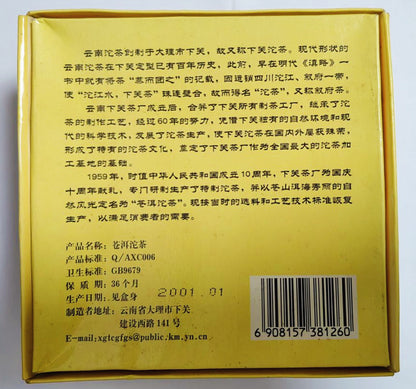 云南沱茶创制于大理市下关，故又称下关沱茶。现代形状的
云南沱茶在下关定型已有百年历史，此前，早在明代《滇略》一
书中就有将茶“蒸而团之”的记载，因运销四川沱江，叙府一带，
使“沱江水，下关茶”珠连璧合，故而得名“沱茶”，又称叙府茶。
云南下关茶厂成立后，合并了下关所有制茶工厂，继承了沱
茶的制作工艺，经过60年的努力，凭借下关独有的自然环境和现
代的科学技术，发展了沱茶生产，使下关沱茶在国内外屡获殊荣，
形成了特有的沱茶文化，奠定了下关茶厂作为全国最大的沱茶加
工基地的基础。
1959年，时值中华人民共和国成立10周年，下关茶厂为国庆
十周年献礼，专门研制生产了特制沱茶，并以苍山洱海秀丽的
自然风光定名为“苍洱沱茶”。现按当时的选料和工艺技术标准恢复
生产，以满足消费者的需要。
产品名称：苍洱沱茶
产品标准：Q/AXC006
卫生标准：GB9679
保 质 期：36个月
生产日期：见盒身 2001.01
制造者地址：云南省大理市下关
建设西路141号
E-mail:xgtcgfgs@public/km.yn.cn
6 908157 381260